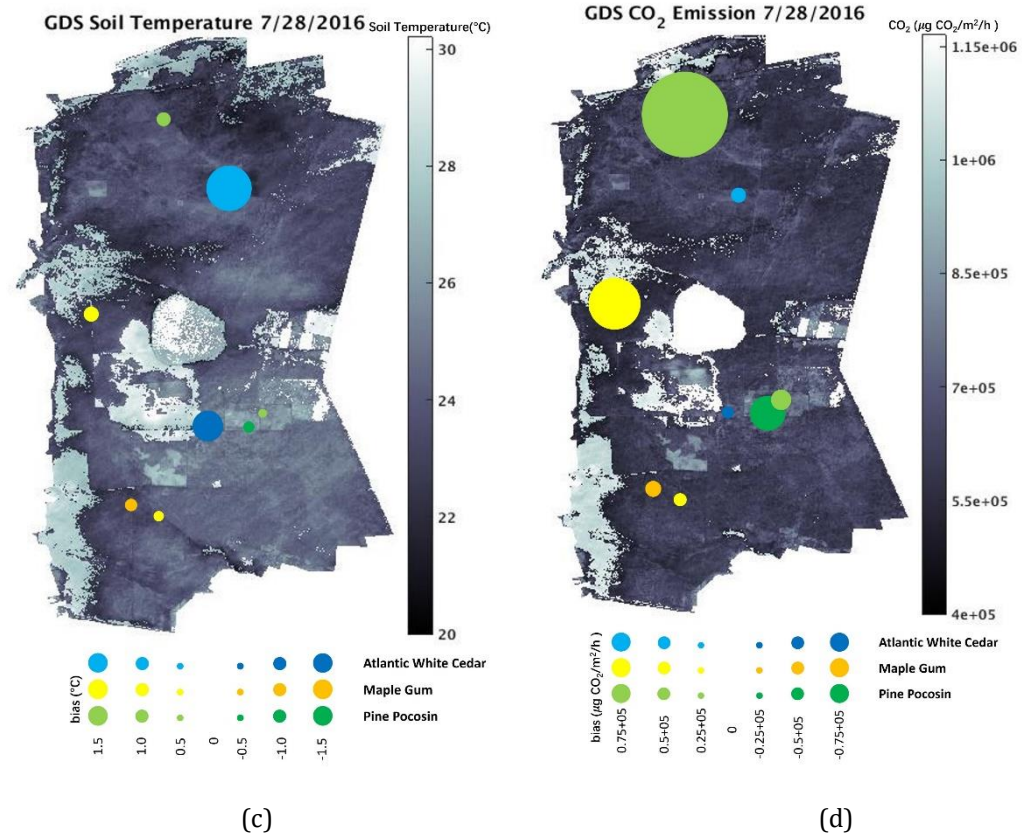 GDS Soil Temperature 7/28/2016
Soil Temperature(°C)
30
28
26
24
22
20
bias (°C)
Atlantic White Cedar
Maple Gum
Pine Pocosin
1.5
1.0
0.5
0
-0.5
-1.0
-1.5
(c)
GDS CO2 Emission 7/28/2016
CO2 (μg CO2/m2/h )
1.15e+06
1e+06
8.5e+05
7e+05
5.5e+05
4e+05
bias (μg CO2/m2/h )
Atlantic White Cedar
Maple Gum
Pine Pocosin
0.75+05
0.5+05
0.25+05
0
-0.25+05
-0.5+05
-0.75+05
(d)